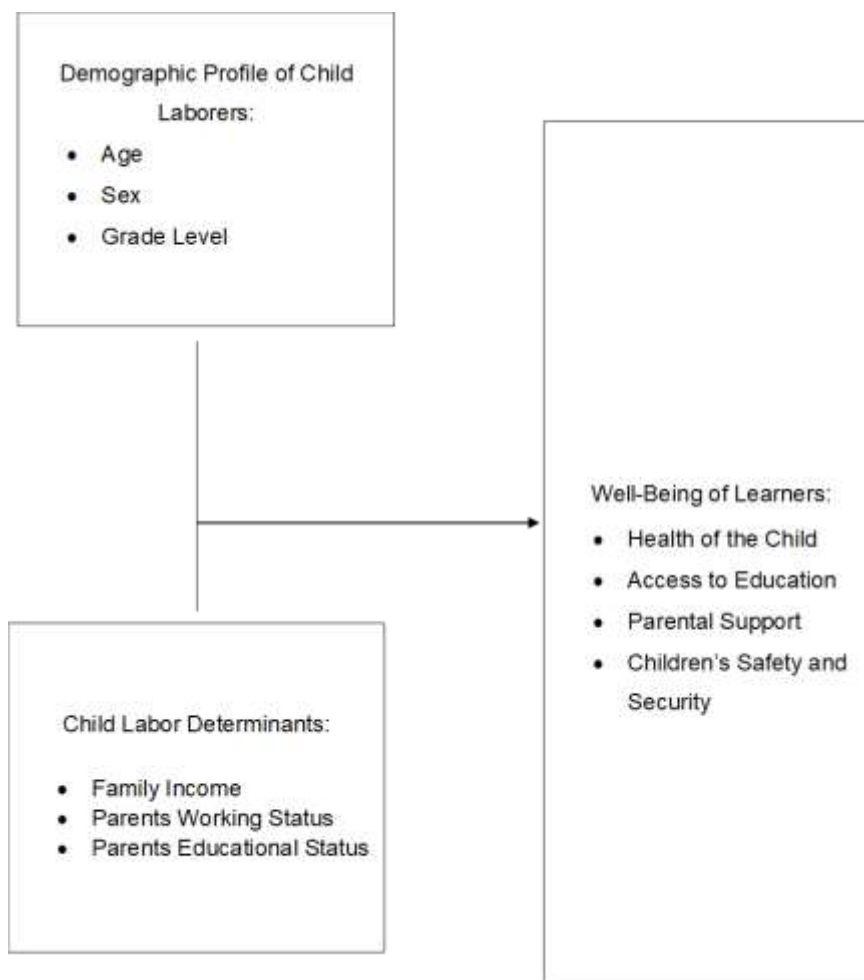 Demographic Profile of Child
Laborers:
• Age
• Sex
• Grade Level
Well-Being of Learners:
• Health of the Child
• Access to Education
• Parental Support
• Children's Safety and
Security
Child Labor Determinants:
• Family Income
• Parents Working Status
• Parents Educational Status